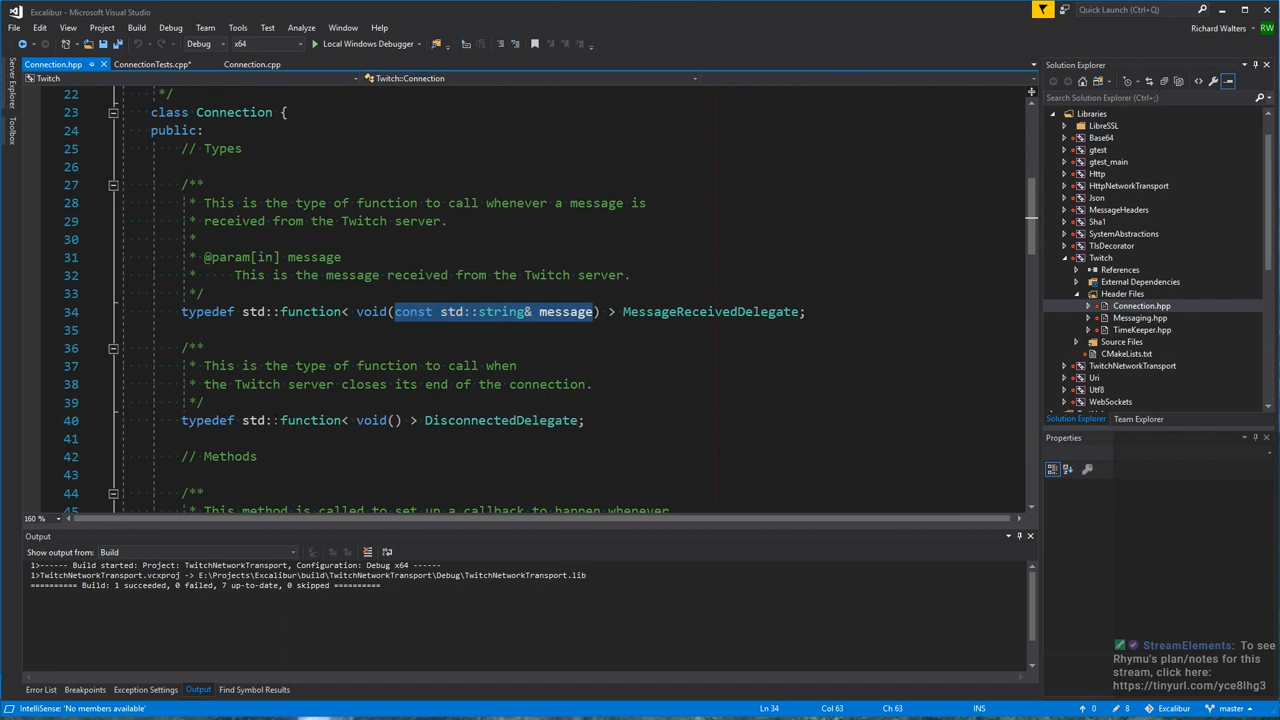 Excalibur - Microsoft Visual Studio
Quick Launch (Ctrl+Q)
File Edit View Project Build Debug Team Tools Test Analyze Window Help
Richard Walters RW
Debug x64 Local Windows Debugger
Connection.hpp ConnectionTests.cpp* Connection.cpp
Twitch Twitch::Connection
Server Explorer
Toolbox
22 */
23 class Connection {
24 public:
25 // Types
26
27 /**
28 * This is the type of function to call whenever a message is
29 * received from the Twitch server.
30 *
31 * @param[in] message
32 * This is the message received from the Twitch server.
33 */
34 typedef std::function< void(const std::string& message) > MessageReceivedDelegate;
35
36 /**
37 * This is the type of function to call when
38 * the Twitch server closes its end of the connection.
39 */
40 typedef std::function< void() > DisconnectedDelegate;
41
42 // Methods
43
44 /**
45 * This method is called to set up a callback to happen whenever
160 %
Solution Explorer
Search Solution Explorer (Ctrl+;)
Libraries
LibreSSL
Base64
gtest
gtest_main
Http
HttpNetworkTransport
Json
MessageHeaders
Sha1
SystemAbstractions
TlsDecorator
Twitch
References
External Dependencies
Header Files
Connection.hpp
Messaging.hpp
TimeKeeper.hpp
Source Files
CMakeLists.txt
TwitchNetworkTransport
Uri
Utf8
WebSockets
Solution Explorer Team Explorer
Properties
Output
Show output from: Build
1>------ Build started: Project: TwitchNetworkTransport, Configuration: Debug x64 ------
1>TwitchNetworkTransport.vcxproj -> E:\Projects\Excalibur\build\TwitchNetworkTransport\Debug\TwitchNetworkTransport.lib
========== Build: 1 succeeded, 0 failed, 7 up-to-date, 0 skipped ==========
StreamElements: To see
Rhymu's plan/notes for this
stream, click here:
https://tinyurl.com/yce8lhg3
Error List Breakpoints Exception Settings Output Find Symbol Results
IntelliSense: 'No members available' Ln 34 Col 63 Ch 63 INS 0 8 Excalibur master